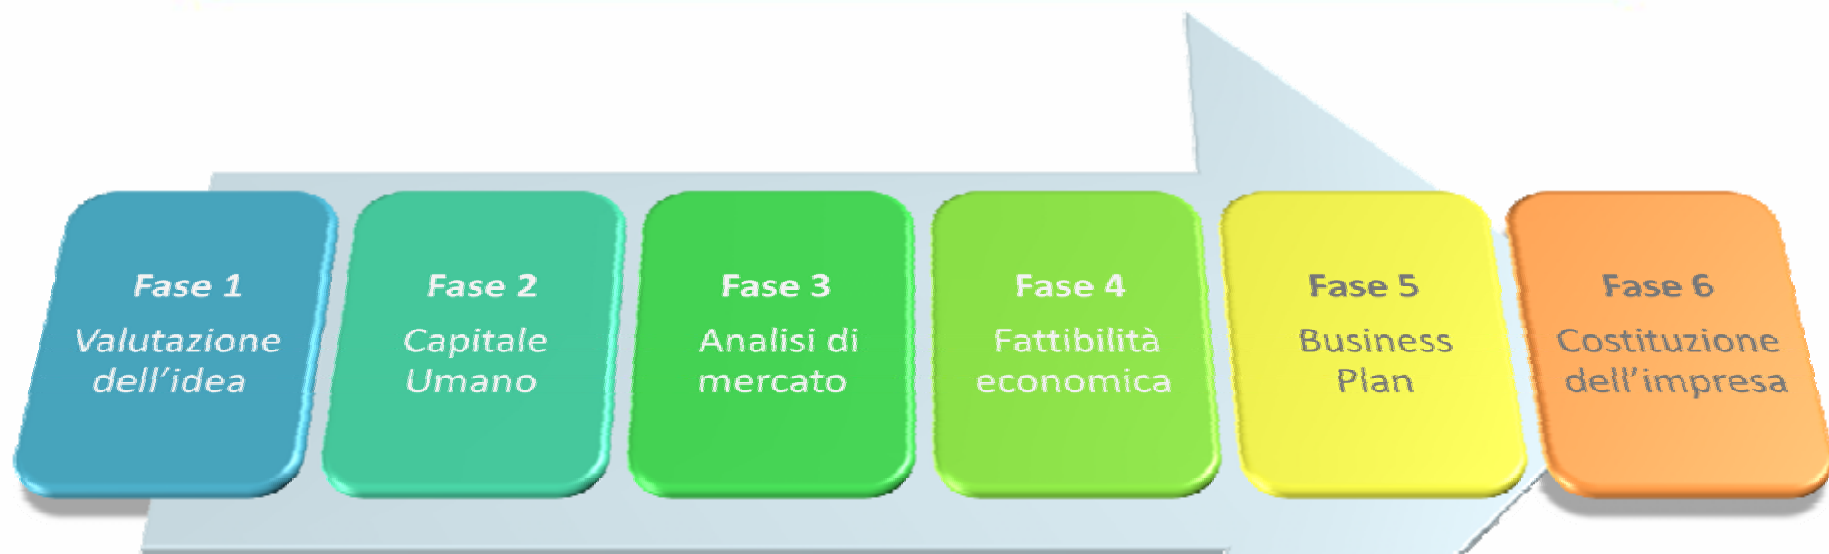 Fase 1
Valutazione
dell'idea
Fase 2
Capitale
Umano
Fase 3
Analisi di
mercato
Fase 4
Fattibilità
economica
Fase 5
Business
Plan
Fase 6
Costituzione
dell'impresa